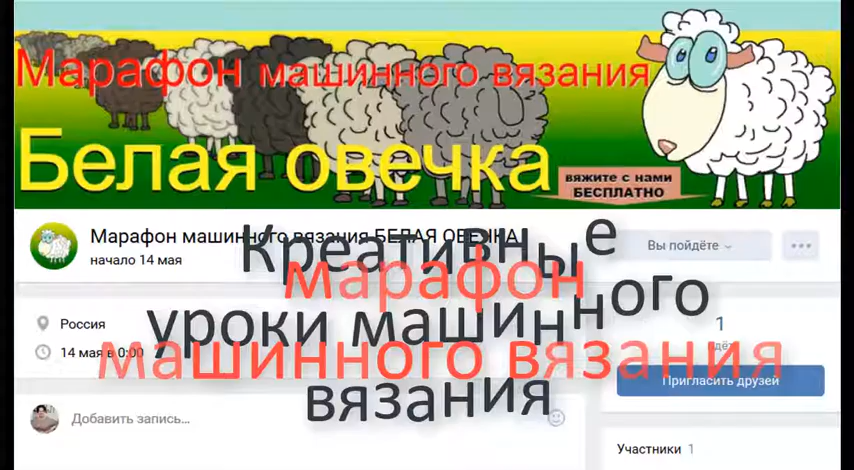 Марафон машинного вязания
Белая овечка
вяжите с нами
БЕСПЛАТНО
Марафон машинного вязания БЕЛАЯ ОВЕЧКА
начало 14 мая
Вы пойдёте
Креативные
марафон
уроки машинного
машинного вязания
вязания
Россия
14 мая в 0:00
1
идёт
Пригласить друзей
Добавить запись...
Участники 1